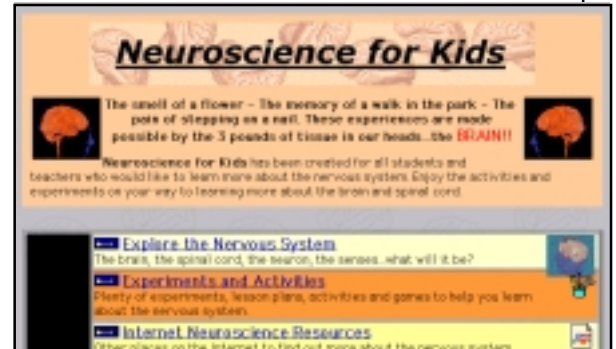 Neuroscience for Kids
The smell of a flower - The memory of a walk in the park - The
pain of stepping on a nail. These experiences are made
possible by the 3 pounds of tissue in our heads...the BRAIN!!
Neuroscience for Kids has been created for all students and
teachers who would like to learn more about the nervous system. Enjoy the activities and
experiments on your way to learning more about the brain and spinal cord.
Explore the Nervous System
The brain, the spinal cord, the neuron, the senses...what will it be?
Experiments and Activities
Plenty of experiments, lesson plans, activities and games to help you learn
about the nervous system.
Internet Neuroscience Resources
Other places on the Internet to find out more about the nervous system.